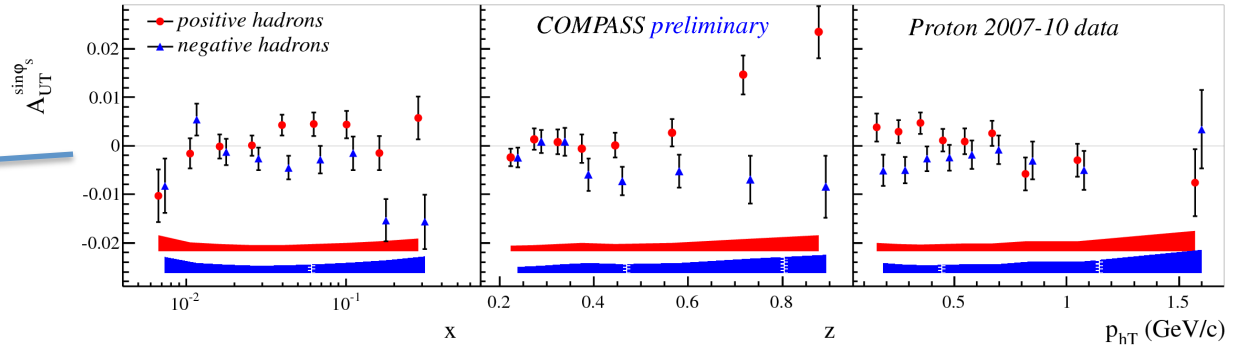 positive hadrons
negative hadrons
COMPASS preliminary
Proton 2007-10 data
A_UT^sinφ_s
0.02
0.01
0
-0.01
-0.02
10⁻² 10⁻¹
x
0.2 0.4 0.6 0.8
z
0.5 1 1.5
p_hT (GeV/c)